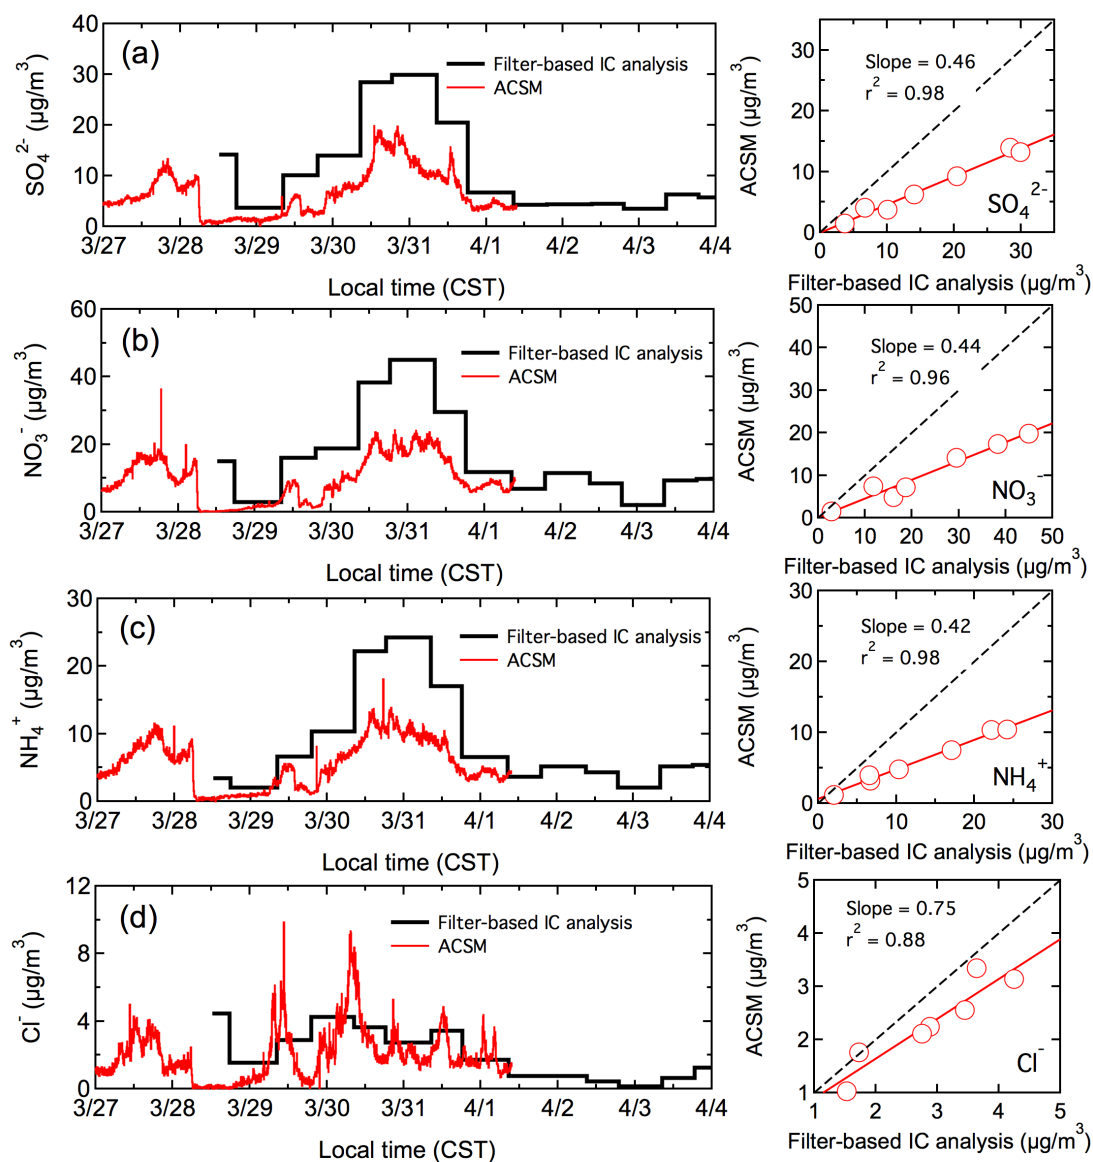 (a)
SO₄²⁻ (µg/m³)
40
30
20
10
0
Filter-based IC analysis
ACSM
3/27 3/28 3/29 3/30 3/31 4/1 4/2 4/3 4/4
Local time (CST)
ACSM (µg/m³)
30
20
10
0
Slope = 0.46
r² = 0.98
SO₄²⁻
0 10 20 30
Filter-based IC analysis (µg/m³)
(b)
NO₃⁻ (µg/m³)
60
40
20
0
Filter-based IC analysis
ACSM
3/27 3/28 3/29 3/30 3/31 4/1 4/2 4/3 4/4
Local time (CST)
ACSM (µg/m³)
50
40
30
20
10
0
Slope = 0.44
r² = 0.96
NO₃⁻
0 10 20 30 40 50
Filter-based IC analysis (µg/m³)
(c)
NH₄⁺ (µg/m³)
30
20
10
0
Filter-based IC analysis
ACSM
3/27 3/28 3/29 3/30 3/31 4/1 4/2 4/3 4/4
Local time (CST)
ACSM (µg/m³)
30
20
10
0
Slope = 0.42
r² = 0.98
NH₄⁺
0 10 20 30
Filter-based IC analysis (µg/m³)
(d)
Cl⁻ (µg/m³)
12
8
4
0
Filter-based IC analysis
ACSM
3/27 3/28 3/29 3/30 3/31 4/1 4/2 4/3 4/4
Local time (CST)
ACSM (µg/m³)
5
4
3
2
1
Slope = 0.75
r² = 0.88
Cl⁻
1 2 3 4 5
Filter-based IC analysis (µg/m³)